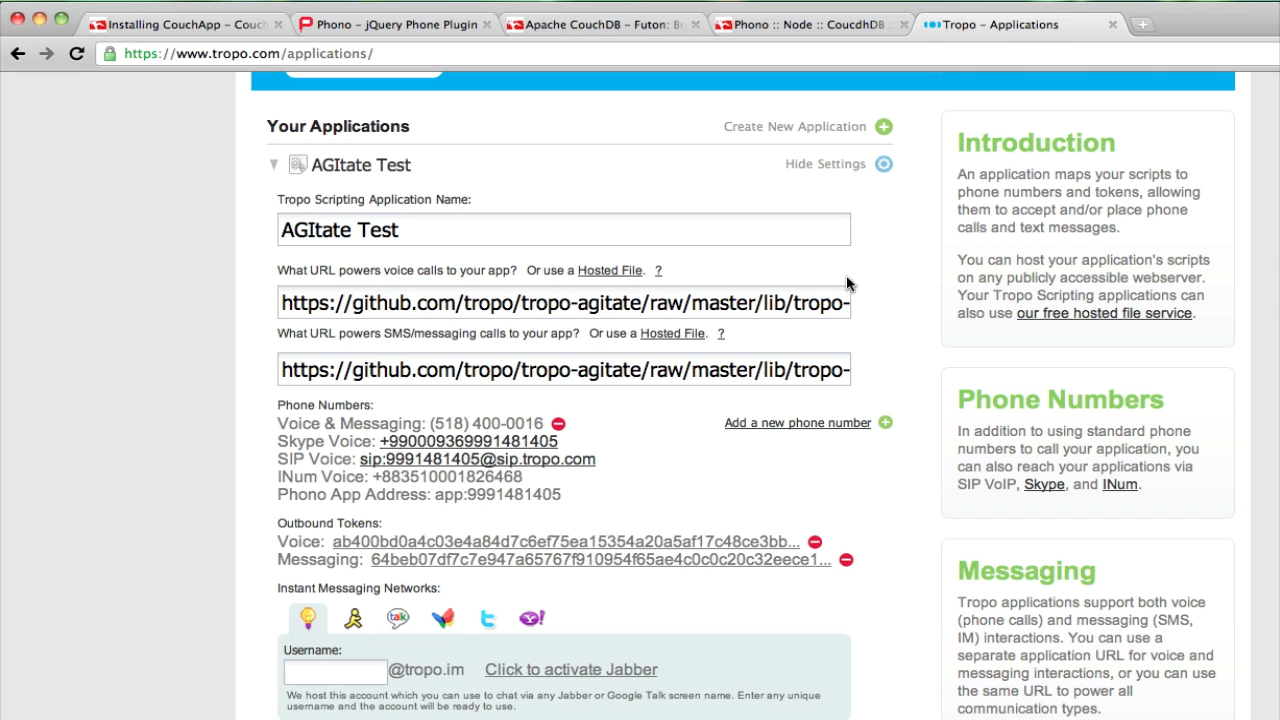 Installing CouchApp – Couch
Phono – jQuery Phone Plugin
Apache CouchDB – Futon: Br
Phono :: Node :: CoucdhDB ::
Tropo – Applications
https://www.tropo.com/applications/
Your Applications
Create New Application
AGItate Test
Hide Settings
Tropo Scripting Application Name:
AGItate Test
What URL powers voice calls to your app? Or use a Hosted File. ?
https://github.com/tropo/tropo-agitate/raw/master/lib/tropo-
What URL powers SMS/messaging calls to your app? Or use a Hosted File. ?
https://github.com/tropo/tropo-agitate/raw/master/lib/tropo-
Phone Numbers:
Voice & Messaging: (518) 400-0016
Add a new phone number
Skype Voice: +990009369991481405
SIP Voice: sip:9991481405@sip.tropo.com
INum Voice: +883510001826468
Phono App Address: app:9991481405
Outbound Tokens:
Voice: ab400bd0a4c03e4a84d7c6ef75ea15354a20a5af17c48ce3bb...
Messaging: 64beb07df7c7e947a65767f910954f65ae4c0c0c20c32eece1...
Instant Messaging Networks:
talk
Y!
Username:
@tropo.im Click to activate Jabber
We host this account which you can use to chat via any Jabber or Google Talk screen name. Enter any unique
username and the account will be ready to use.
Introduction
An application maps your scripts to
phone numbers and tokens, allowing
them to accept and/or place phone
calls and text messages.
You can host your application's scripts
on any publicly accessible webserver.
Your Tropo Scripting applications can
also use our free hosted file service.
Phone Numbers
In addition to using standard phone
numbers to call your application, you
can also reach your applications via
SIP VoIP, Skype, and INum.
Messaging
Tropo applications support both voice
(phone calls) and messaging (SMS,
IM) interactions. You can use a
separate application URL for voice and
messaging interactions, or you can use
the same URL to power all
communication types.